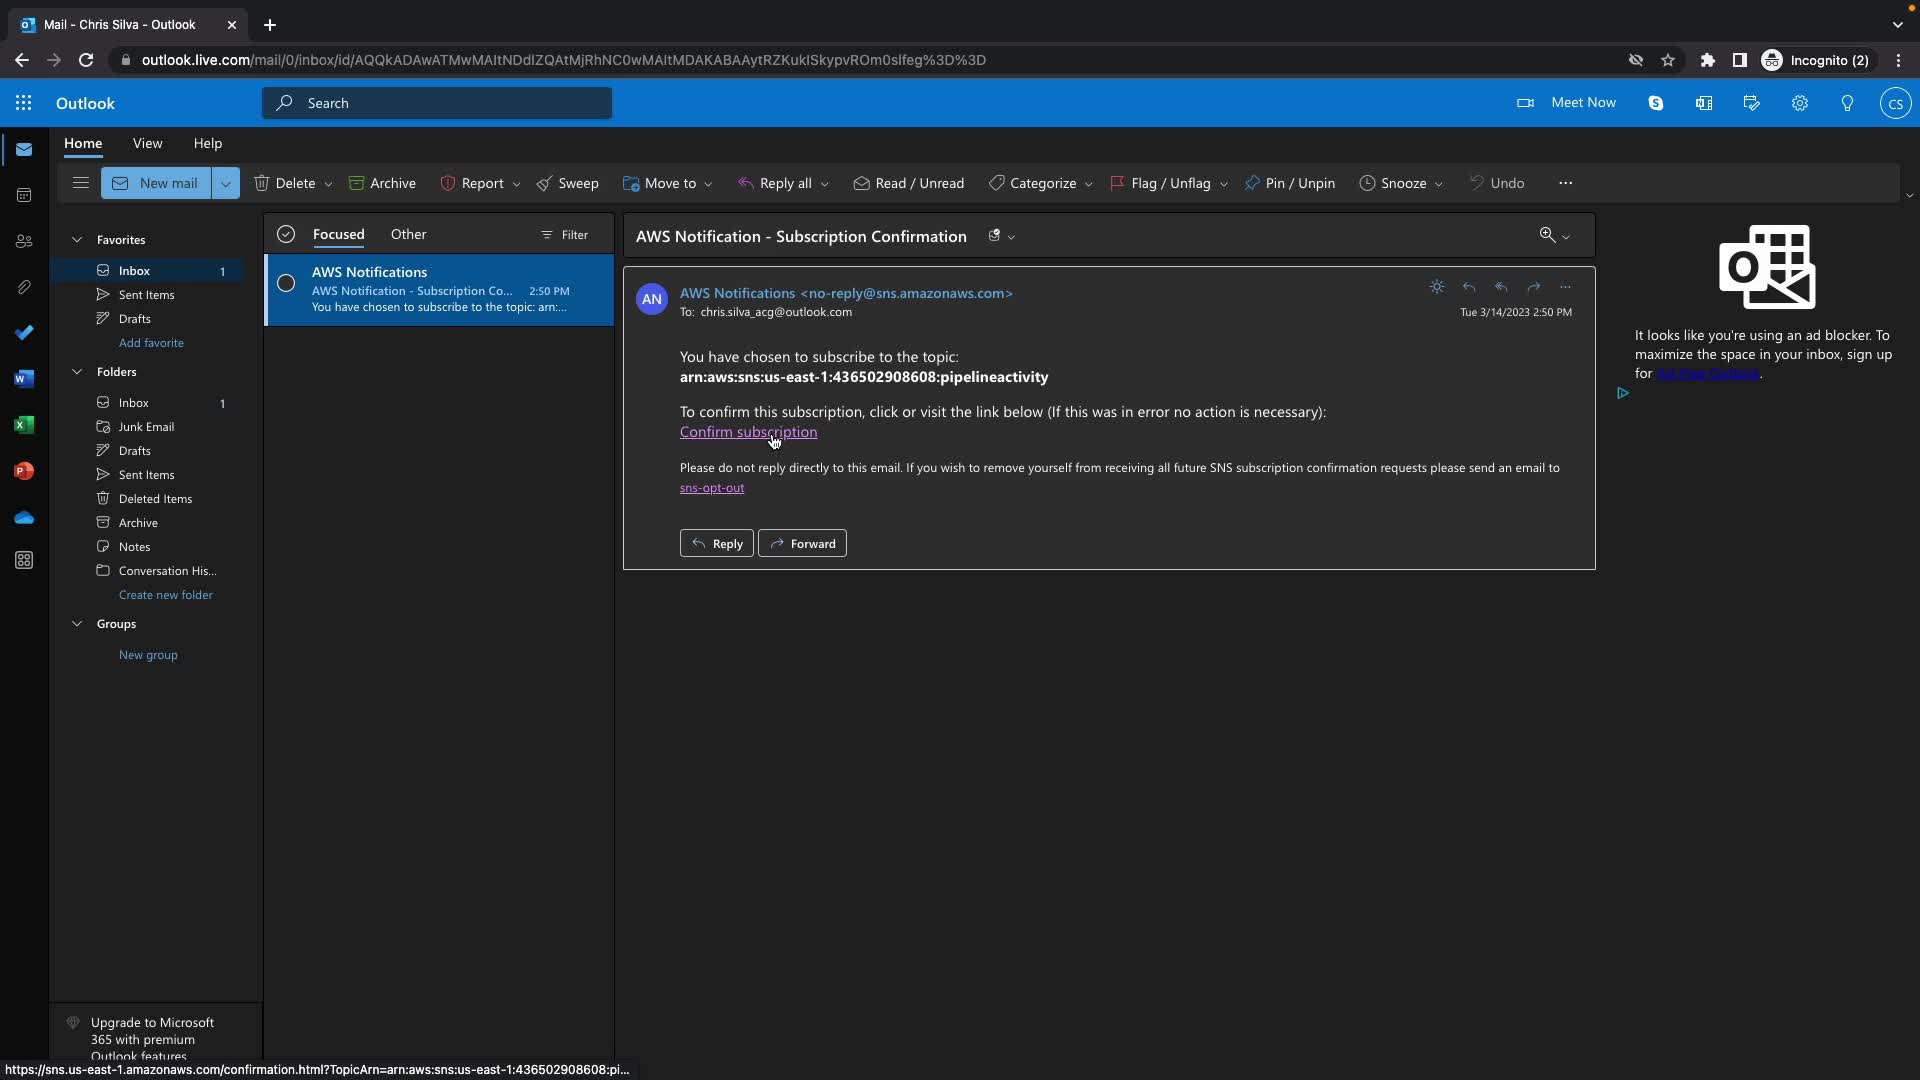 Mail - Chris Silva - Outlook
outlook.live.com/mail/0/inbox/id/AQQkADAwATMwMAItNDdlZQAtMjRhNC0wMAItMDAKABAAytRZKukISkypvROm0slfeg%3D%3D
Incognito (2)
Outlook
Search
Meet Now
CS
Home View Help
New mail Delete Archive Report Sweep Move to Reply all Read / Unread Categorize Flag / Unflag Pin / Unpin Snooze Undo
Favorites
Inbox 1
Sent Items
Drafts
Add favorite
Folders
Inbox 1
Junk Email
Drafts
Sent Items
Deleted Items
Archive
Notes
Conversation His...
Create new folder
Groups
New group
Upgrade to Microsoft
365 with premium
Outlook features
Focused Other Filter
AWS Notifications
AWS Notification - Subscription Co... 2:50 PM
You have chosen to subscribe to the topic: arn:...
AWS Notification - Subscription Confirmation
AN
AWS Notifications <no-reply@sns.amazonaws.com>
To: chris.silva_acg@outlook.com
Tue 3/14/2023 2:50 PM
You have chosen to subscribe to the topic:
arn:aws:sns:us-east-1:436502908608:pipelineactivity
To confirm this subscription, click or visit the link below (If this was in error no action is necessary):
Confirm subscription
Please do not reply directly to this email. If you wish to remove yourself from receiving all future SNS subscription confirmation requests please send an email to
sns-opt-out
Reply Forward
It looks like you're using an ad blocker. To
maximize the space in your inbox, sign up
for Ad-Free Outlook.
https://sns.us-east-1.amazonaws.com/confirmation.html?TopicArn=arn:aws:sns:us-east-1:436502908608:pi...